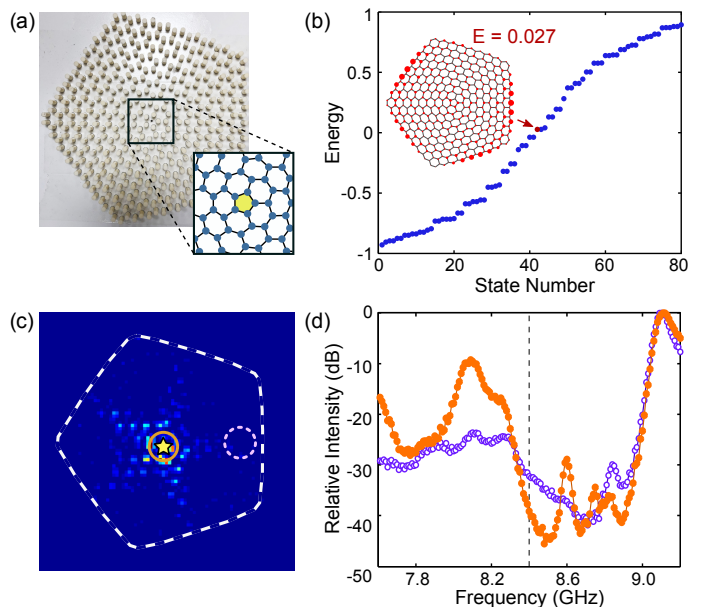 (a)
(b)
1
E = 0.027
0.5
Energy
0
-0.5
-1
0
20
40
60
80
State Number
(c)
(d)
0
-10
-20
-30
-40
-50
Relative Intensity (dB)
7.8
8.2
8.6
9.0
Frequency (GHz)